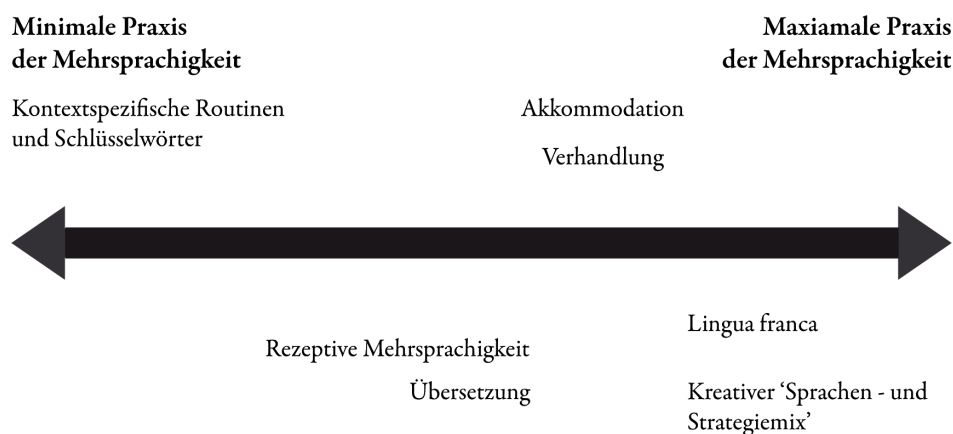 Minimale Praxis
der Mehrsprachigkeit
Maxiamale Praxis
der Mehrsprachigkeit
Kontextspezifische Routinen
und Schlüsselwörter
Akkommodation
Verhandlung
Lingua franca
Rezeptive Mehrsprachigkeit
Übersetzung
Kreativer ‘Sprachen - und
Strategiemix’